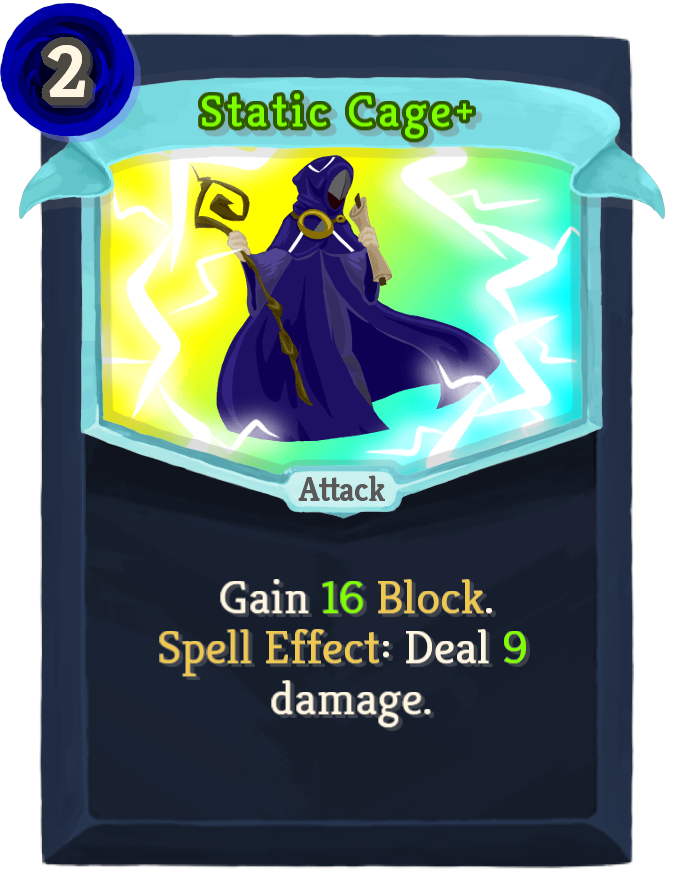 2
Static Cage+
Attack
Gain 16 Block.
Spell Effect: Deal 9
damage.